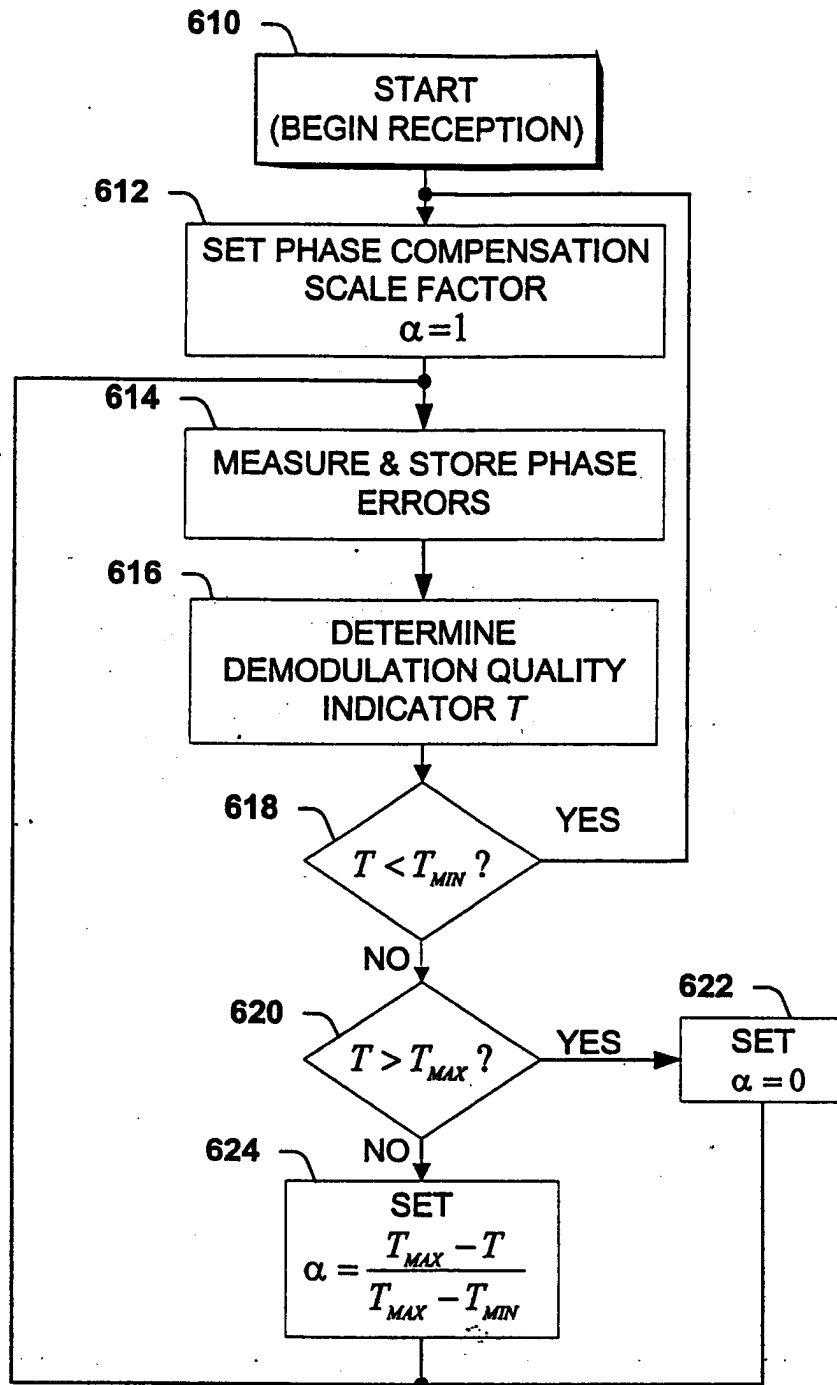 610
START
(BEGIN RECEPTION)
612
SET PHASE COMPENSATION
SCALE FACTOR
α=1
614
MEASURE & STORE PHASE
ERRORS
616
DETERMINE
DEMODULATION QUALITY
INDICATOR T
618
YES
T < T_MIN ?
NO
620
T > T_MAX ?
YES
622
SET
α = 0
NO
624
SET
α = (T_MAX − T) / (T_MAX − T_MIN)